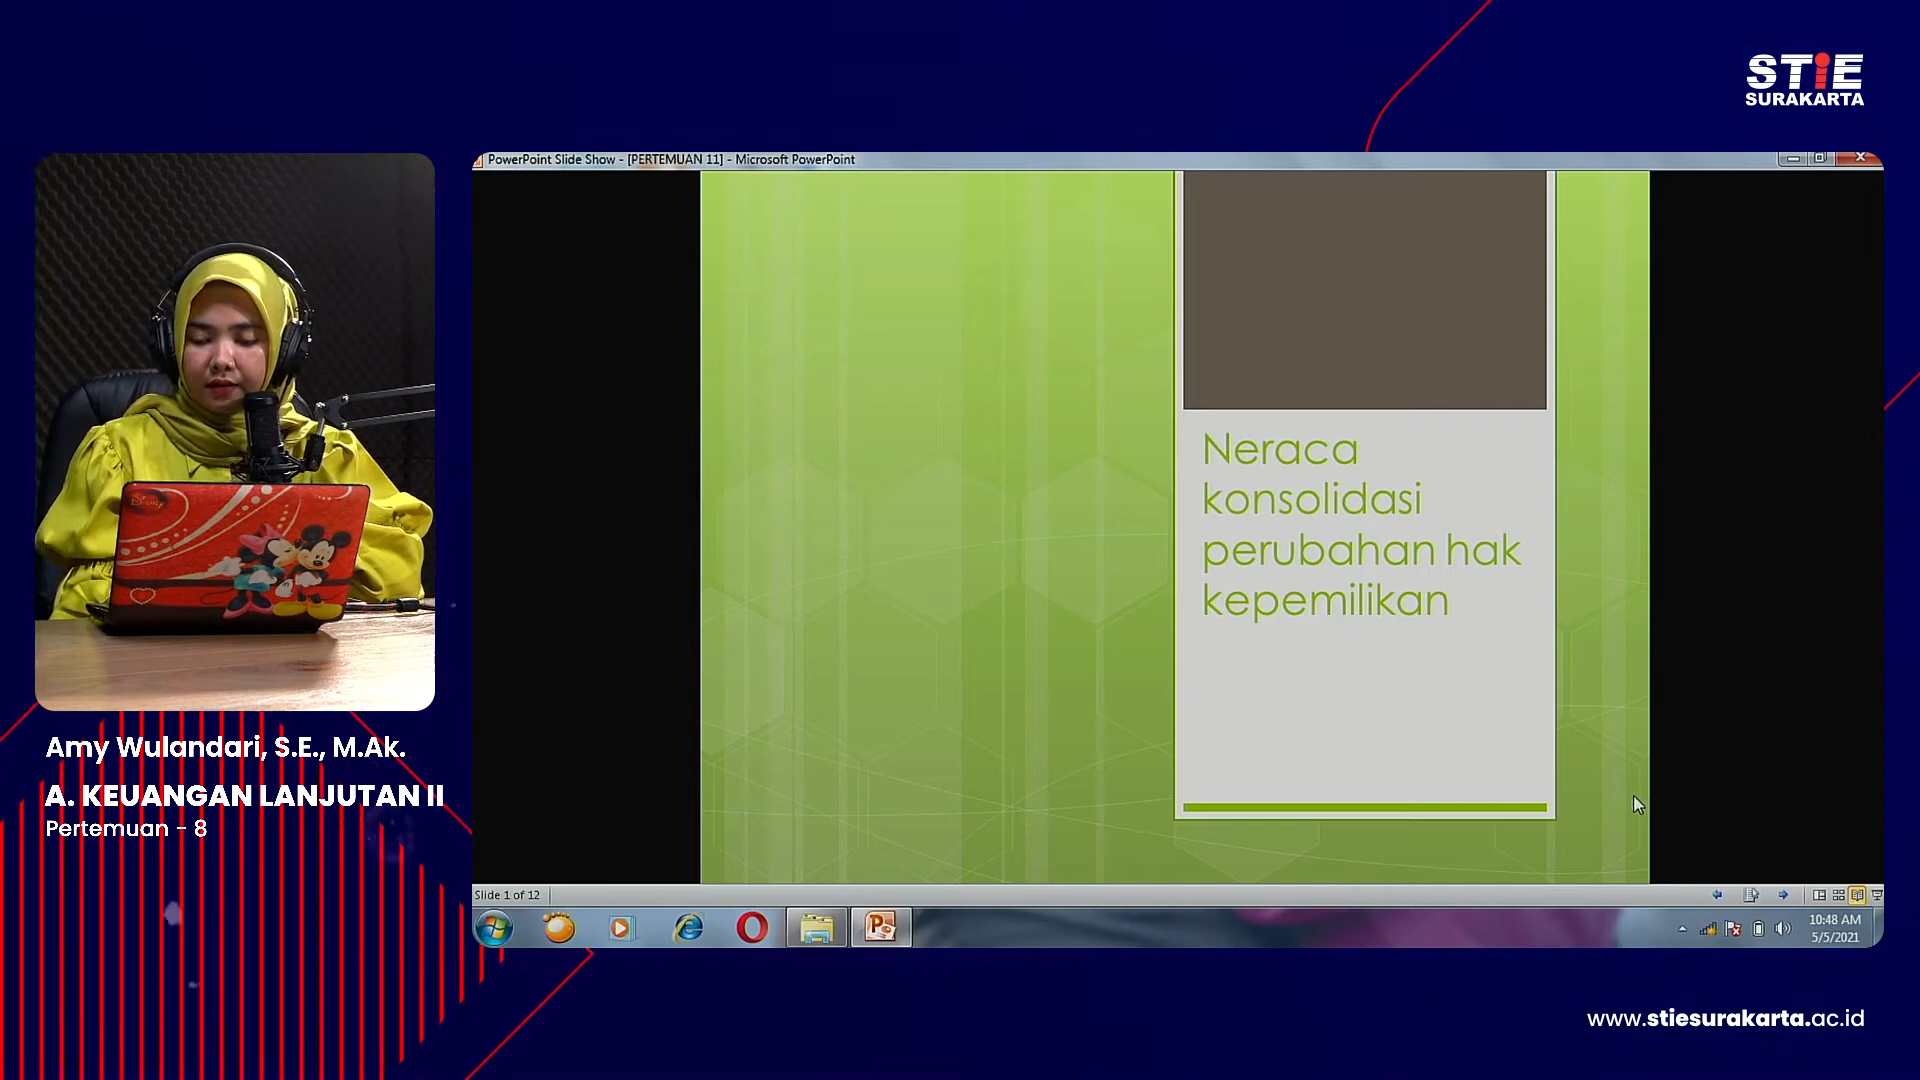 STiE
SURAKARTA
PowerPoint Slide Show - [PERTEMUAN 11] - Microsoft PowerPoint
Neraca
konsolidasi
perubahan hak
kepemilikan
Disney
Amy Wulandari, S.E., M.Ak.
A. KEUANGAN LANJUTAN II
Pertemuan - 8
Slide 1 of 12
10:48 AM
5/5/2021
www.stiesurakarta.ac.id